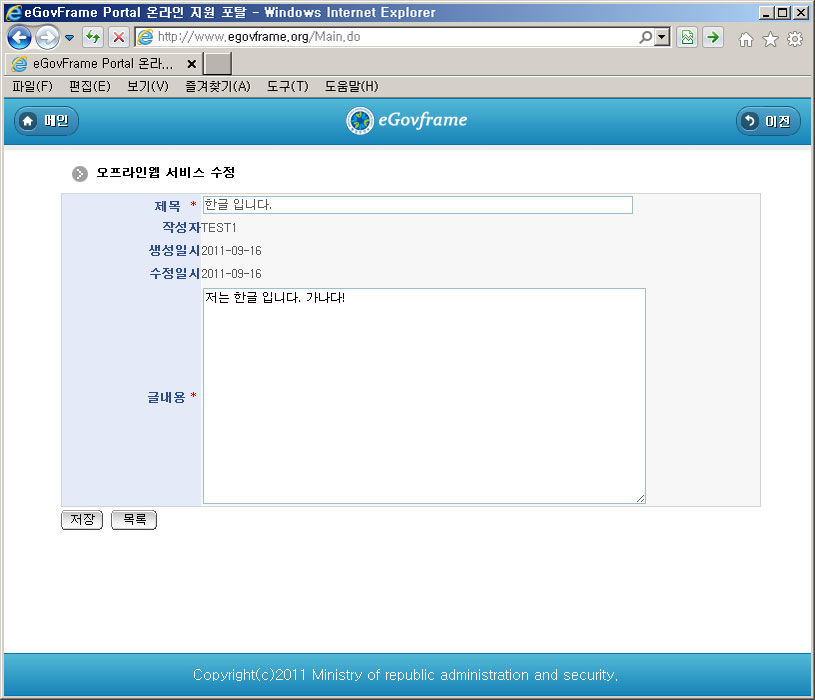 eGovFrame Portal 온라인 지원 포탈 - Windows Internet Explorer
http://www.egovframe.org/Main.do
eGovFrame Portal 온라...
파일(F) 편집(E) 보기(V) 즐겨찾기(A) 도구(T) 도움말(H)
메인 eGovframe 이전
오프라인웹 서비스 수정
제목 * 한글 입니다.
작성자 TEST1
생성일시 2011-09-16
수정일시 2011-09-16
저는 한글 입니다. 가나다!
글내용 *
저장 목록
Copyright(c)2011 Ministry of republic administration and security.